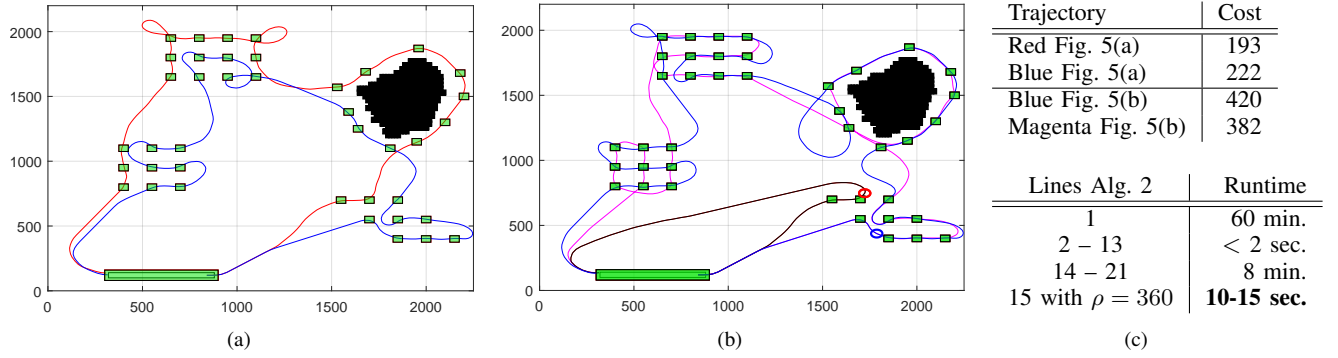 2000
1500
1000
500
0
0 500 1000 1500 2000
(a)
2000
1500
1000
500
0
0 500 1000 1500 2000
(b)
Trajectory Cost
Red Fig. 5(a) 193
Blue Fig. 5(a) 222
Blue Fig. 5(b) 420
Magenta Fig. 5(b) 382
Lines Alg. 2 Runtime
1 60 min.
2 – 13 < 2 sec.
14 – 21 8 min.
15 with ρ = 360 10-15 sec.
(c)